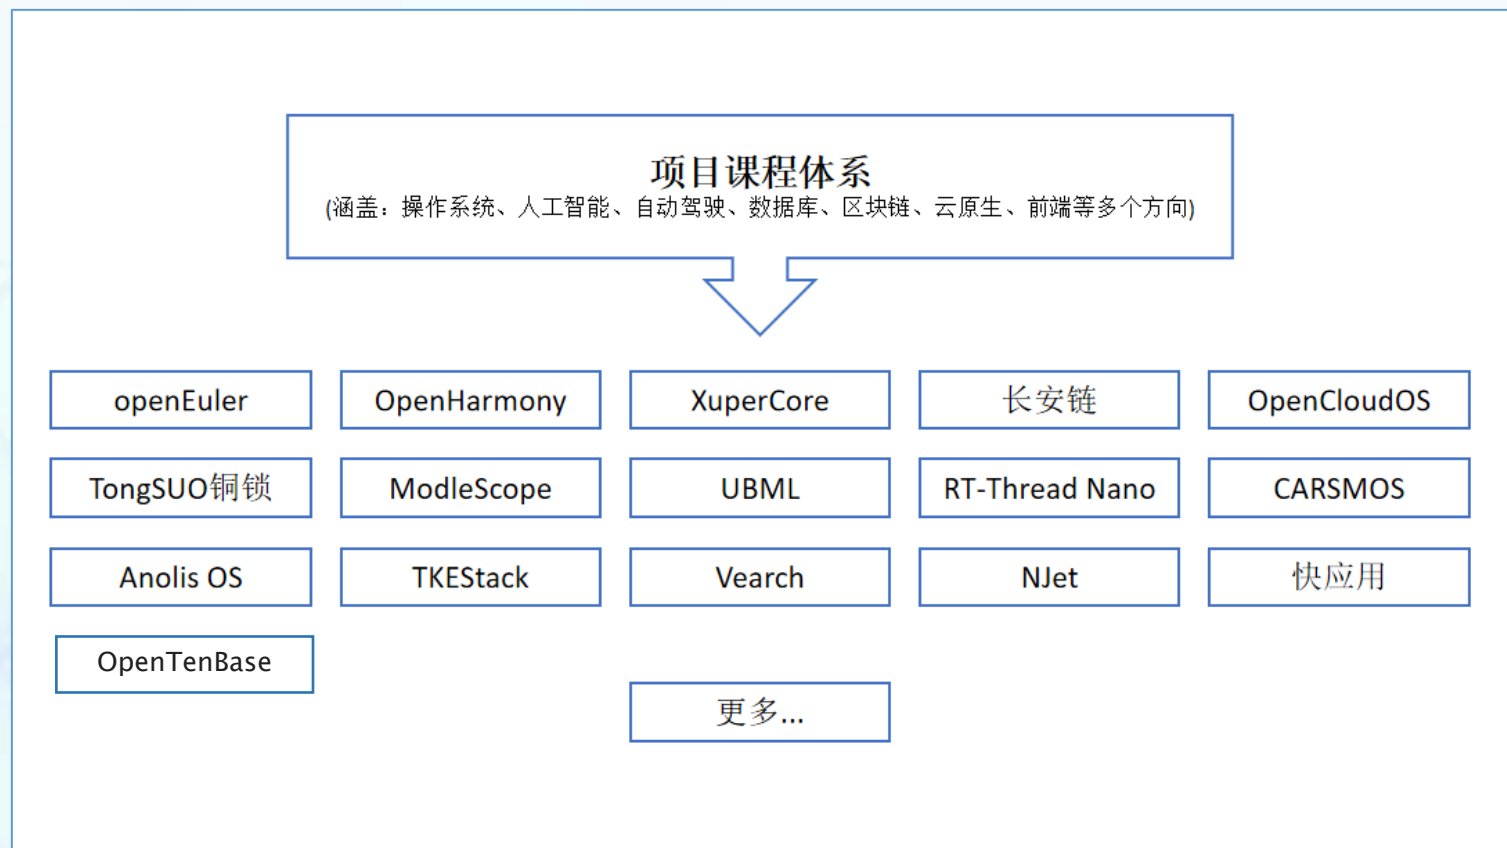 项目课程体系
(涵盖：操作系统、人工智能、自动驾驶、数据库、区块链、云原生、前端等多个方向)
openEuler
OpenHarmony
XuperCore
长安链
OpenCloudOS
TongSUO铜锁
ModleScope
UBML
RT-Thread Nano
CARSMOS
Anolis OS
TKEStack
Vearch
NJet
快应用
OpenTenBase
更多...